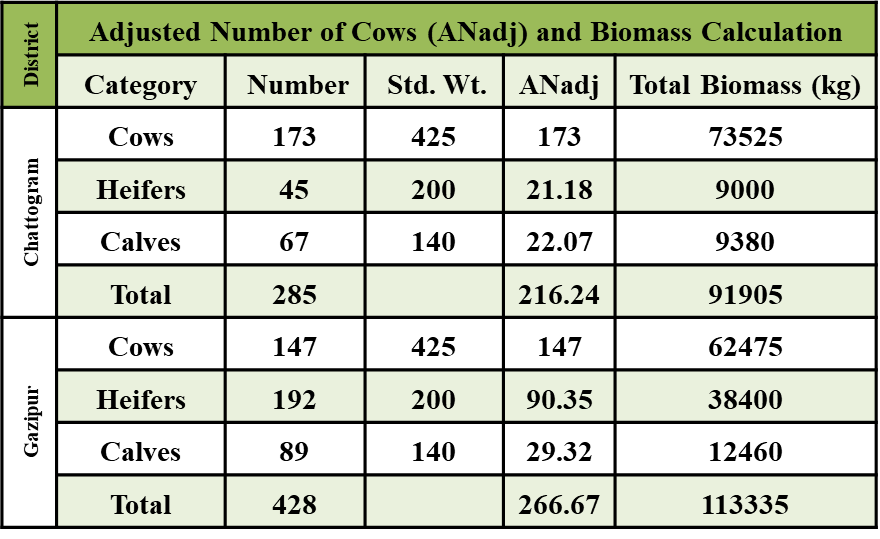 District
Adjusted Number of Cows (ANadj) and Biomass Calculation
Category Number Std. Wt. ANadj Total Biomass (kg)
Chattogram
Cows 173 425 173 73525
Heifers 45 200 21.18 9000
Calves 67 140 22.07 9380
Total 285 216.24 91905
Gazipur
Cows 147 425 147 62475
Heifers 192 200 90.35 38400
Calves 89 140 29.32 12460
Total 428 266.67 113335